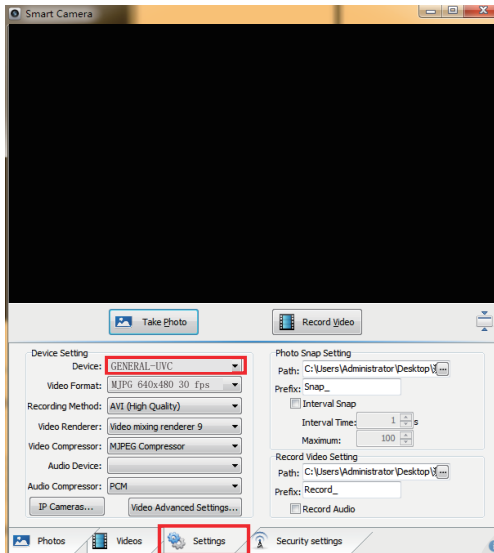 Smart Camera
Take Photo
Record Video
Device Setting
Device: GENERAL-UVC
Video Format: MJPG 640x480 30 fps
Recording Method: AVI (High Quality)
Video Renderer: Video mixing renderer 9
Video Compressor: MJPEG Compressor
Audio Device:
Audio Compressor: PCM
IP Cameras...
Video Advanced Settings...
Photo Snap Setting
Path: C:\Users\Administrator\Desktop\
...
Prefix: Snap_
Interval Snap
Interval Time: 1 s
Maximum: 100
Record Video Setting
Path: C:\Users\Administrator\Desktop\
...
Prefix: Record_
Record Audio
Photos
Videos
Settings
Security settings